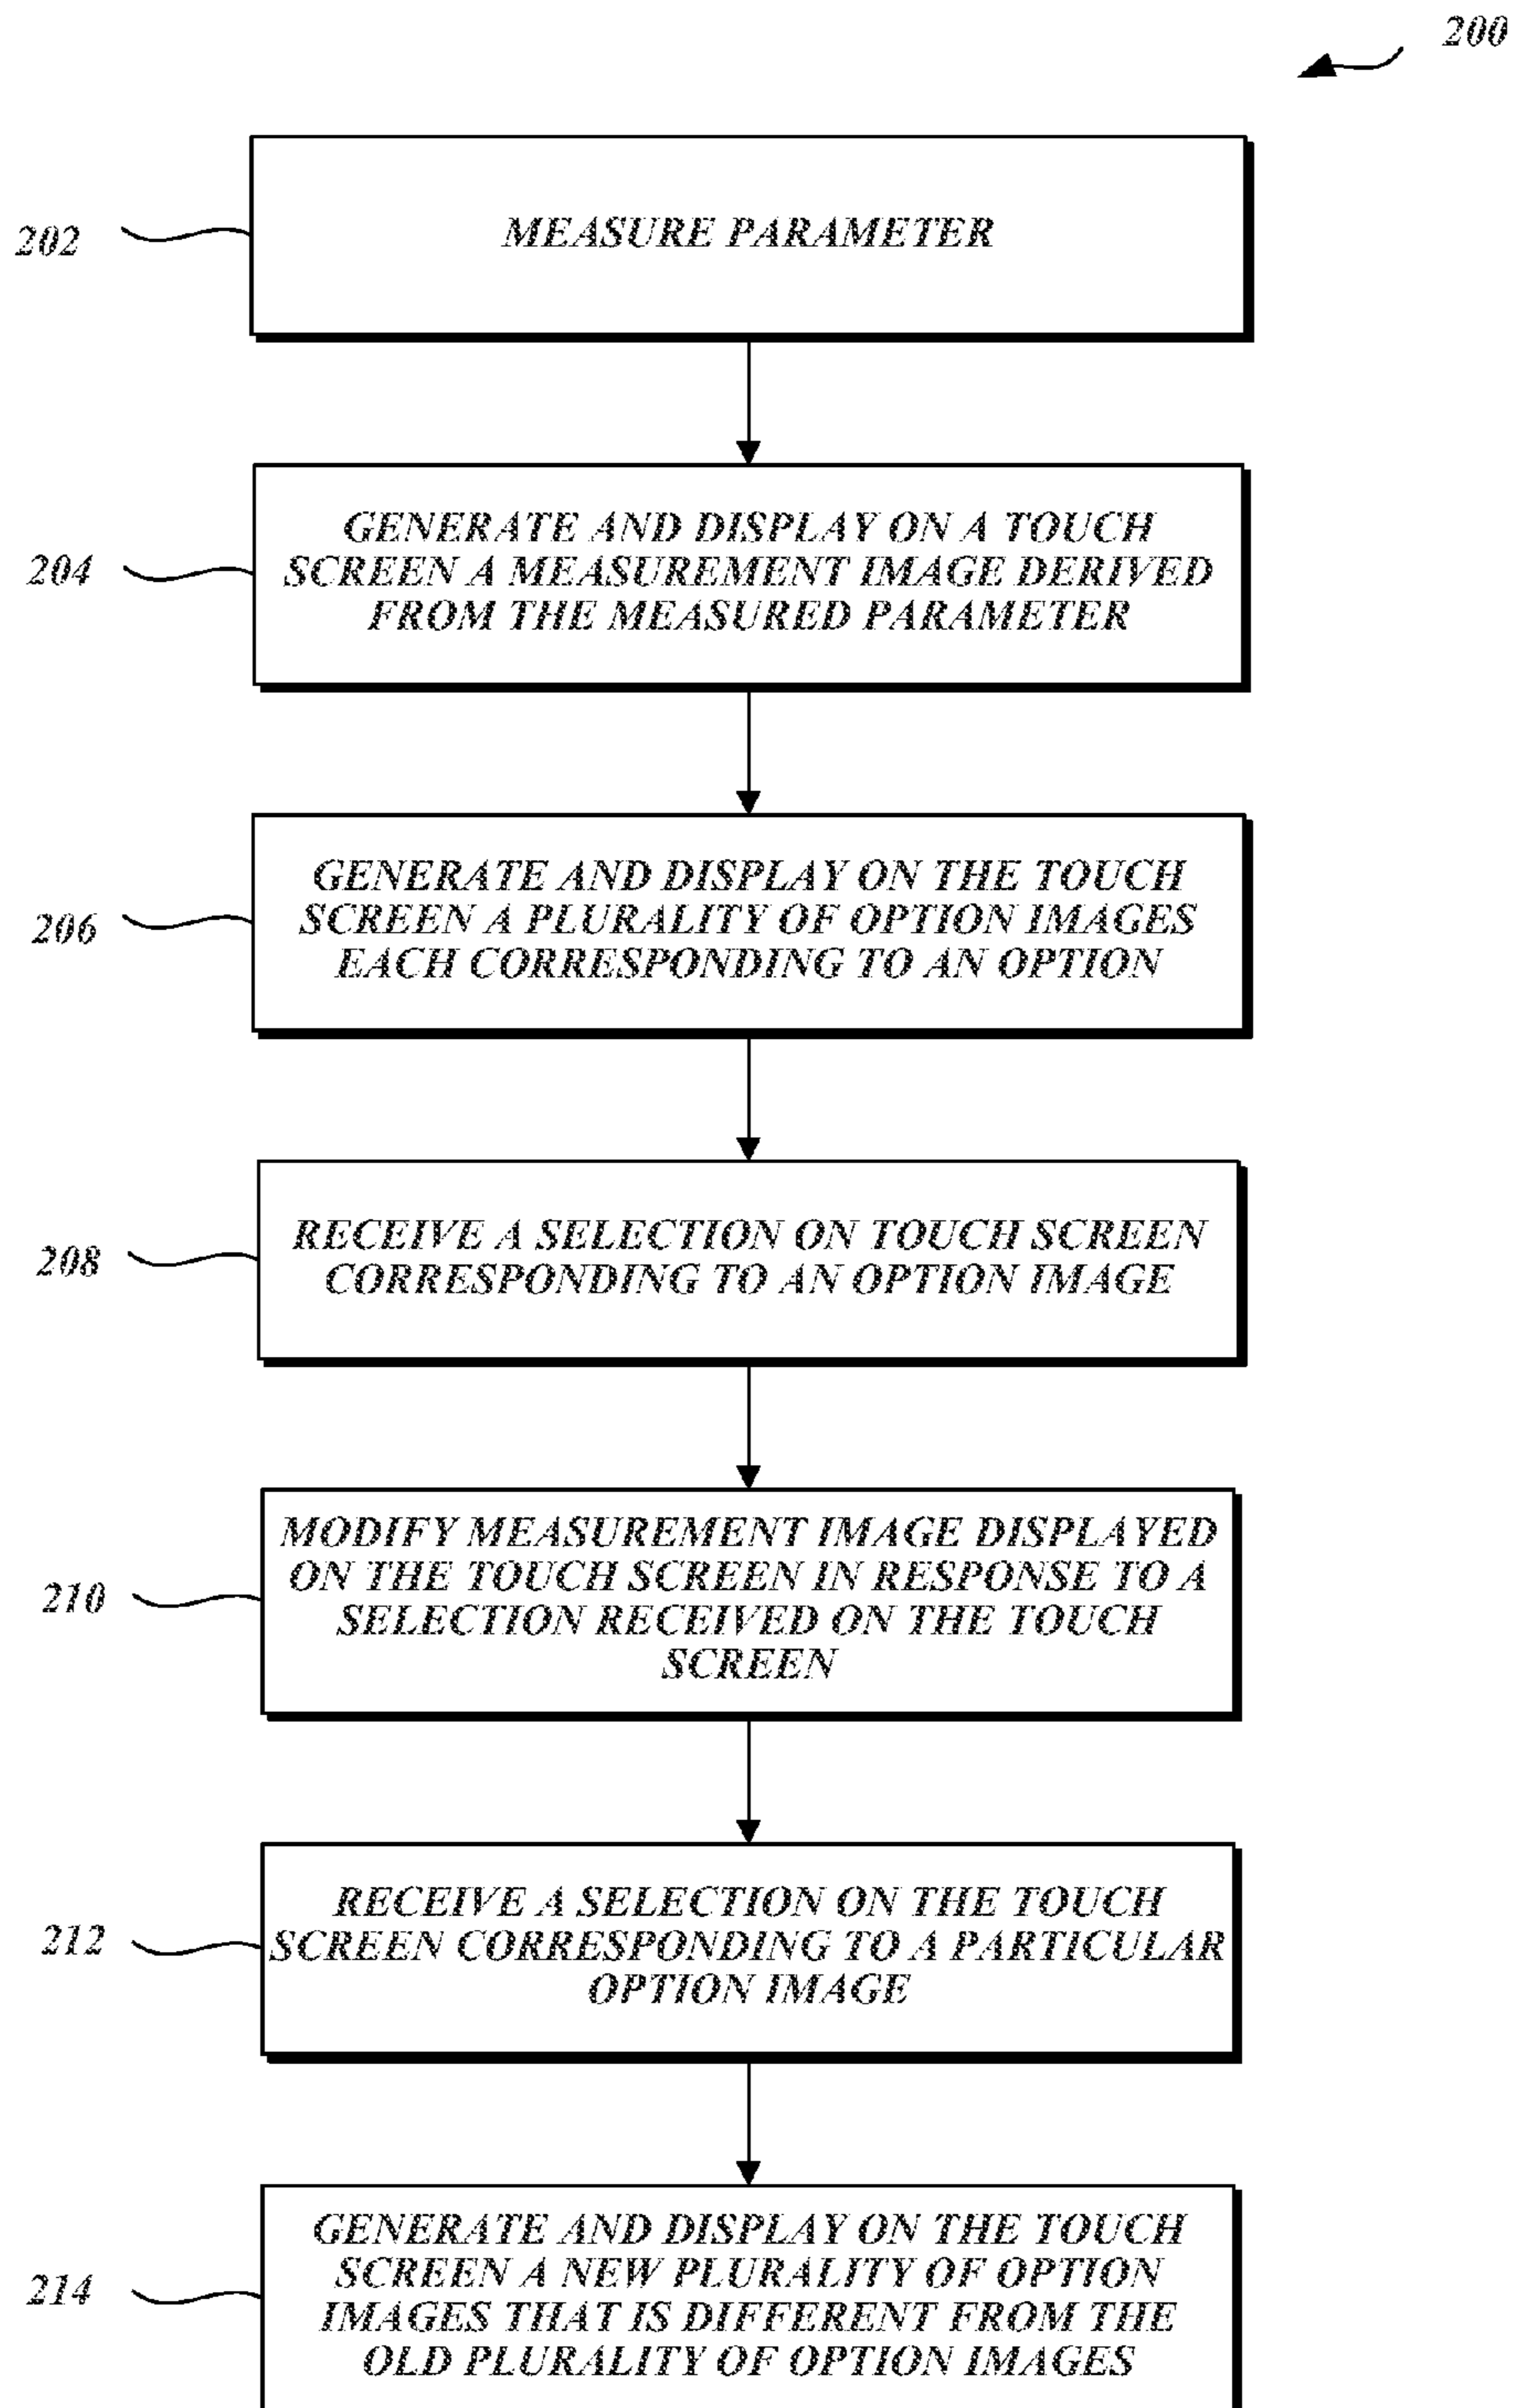 200
202
MEASURE PARAMETER
204
GENERATE AND DISPLAY ON A TOUCH
SCREEN A MEASUREMENT IMAGE DERIVED
FROM THE MEASURED PARAMETER
206
GENERATE AND DISPLAY ON THE TOUCH
SCREEN A PLURALITY OF OPTION IMAGES
EACH CORRESPONDING TO AN OPTION
208
RECEIVE A SELECTION ON TOUCH SCREEN
CORRESPONDING TO AN OPTION IMAGE
210
MODIFY MEASUREMENT IMAGE DISPLAYED
ON THE TOUCH SCREEN IN RESPONSE TO A
SELECTION RECEIVED ON THE TOUCH
SCREEN
212
RECEIVE A SELECTION ON THE TOUCH
SCREEN CORRESPONDING TO A PARTICULAR
OPTION IMAGE
214
GENERATE AND DISPLAY ON THE TOUCH
SCREEN A NEW PLURALITY OF OPTION
IMAGES THAT IS DIFFERENT FROM THE
OLD PLURALITY OF OPTION IMAGES